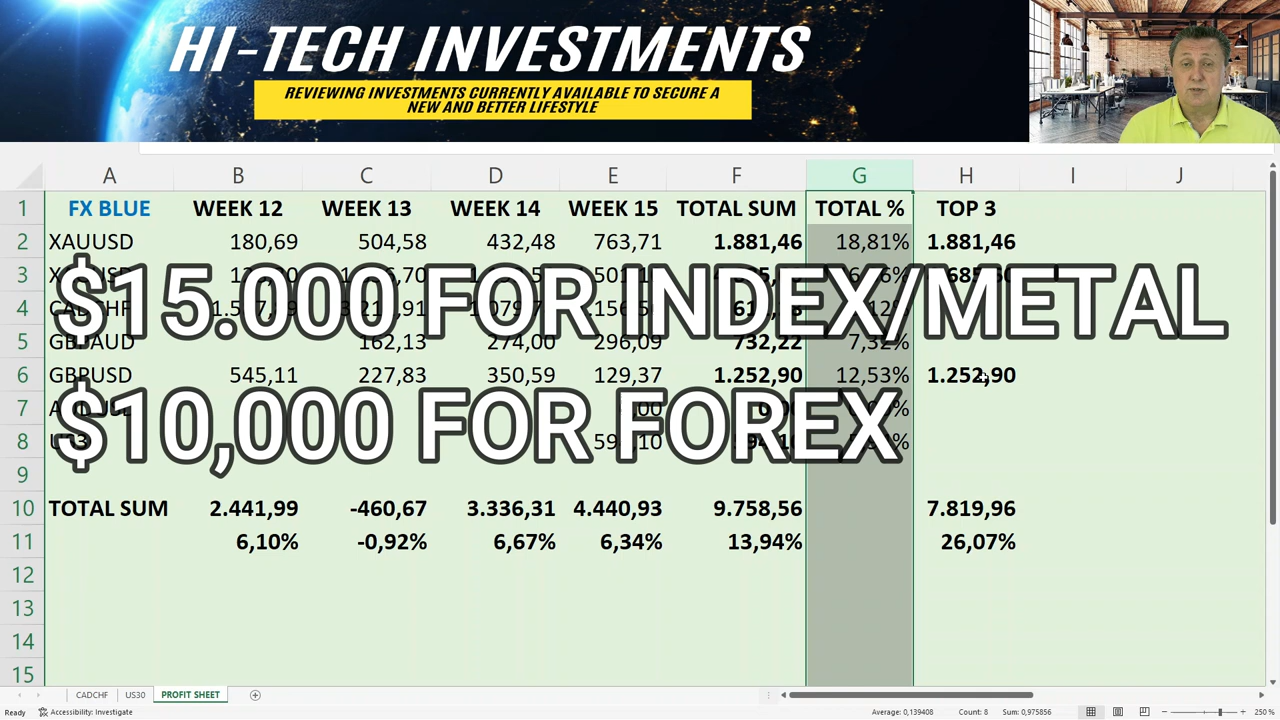 HI-TECH INVESTMENTS
REVIEWING INVESTMENTS CURRENTLY AVAILABLE TO SECURE A
NEW AND BETTER LIFESTYLE
A B C D E F G H I J
1 FX BLUE WEEK 12 WEEK 13 WEEK 14 WEEK 15 TOTAL SUM TOTAL % TOP 3
2 XAUUSD 180,69 504,58 432,48 763,71 1.881,46 18,81% 1.881,46
3
$15.000 FOR INDEX/METAL
4
5 162,13 274,00 296,09 732,22 7,32%
6 GBPUSD 545,11 227,83 350,59 129,37 1.252,90 12,53% 1.252,90
7
$10,000 FOR FOREX
8
9
10 TOTAL SUM 2.441,99 -460,67 3.336,31 4.440,93 9.758,56 7.819,96
11 6,10% -0,92% 6,67% 6,34% 13,94% 26,07%
12
13
14
15
CADCHF US30 PROFIT SHEET
Ready Accessibility: Investigate Average: 0,139408 Count: 8 Sum: 0,975856 250 %